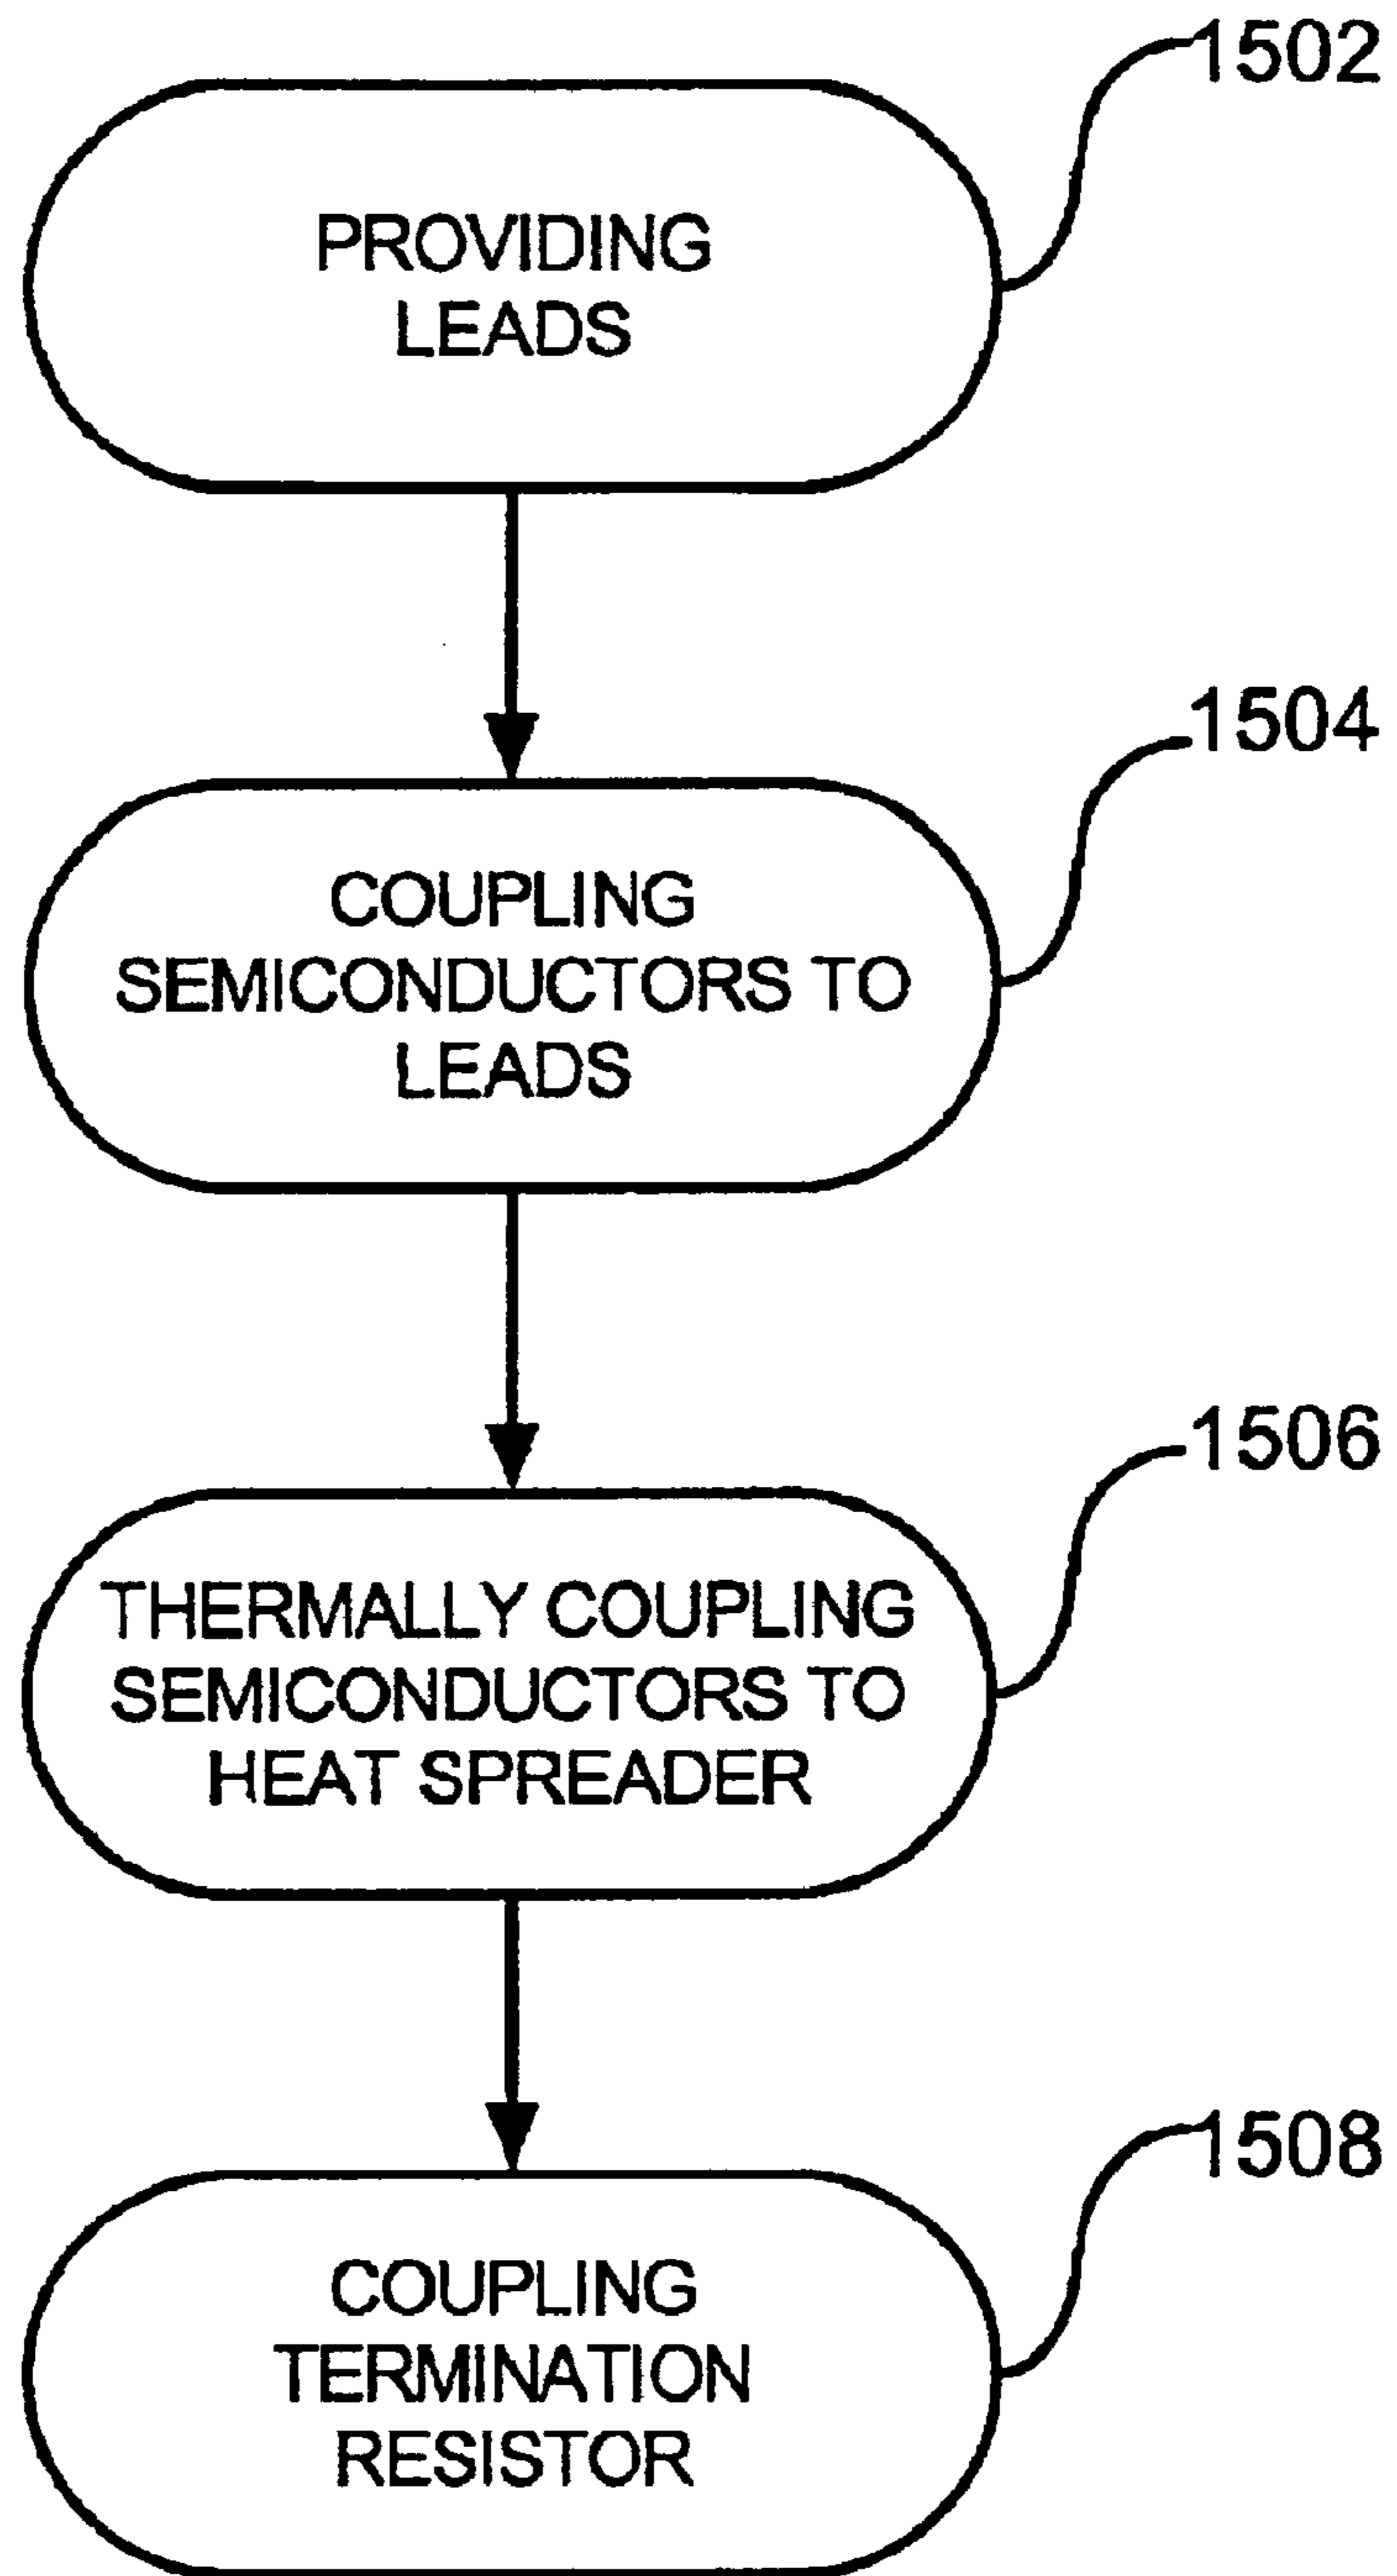 1502
PROVIDING
LEADS
1504
COUPLING
SEMICONDUCTORS TO
LEADS
1506
THERMALLY COUPLING
SEMICONDUCTORS TO
HEAT SPREADER
1508
COUPLING
TERMINATION
RESISTOR